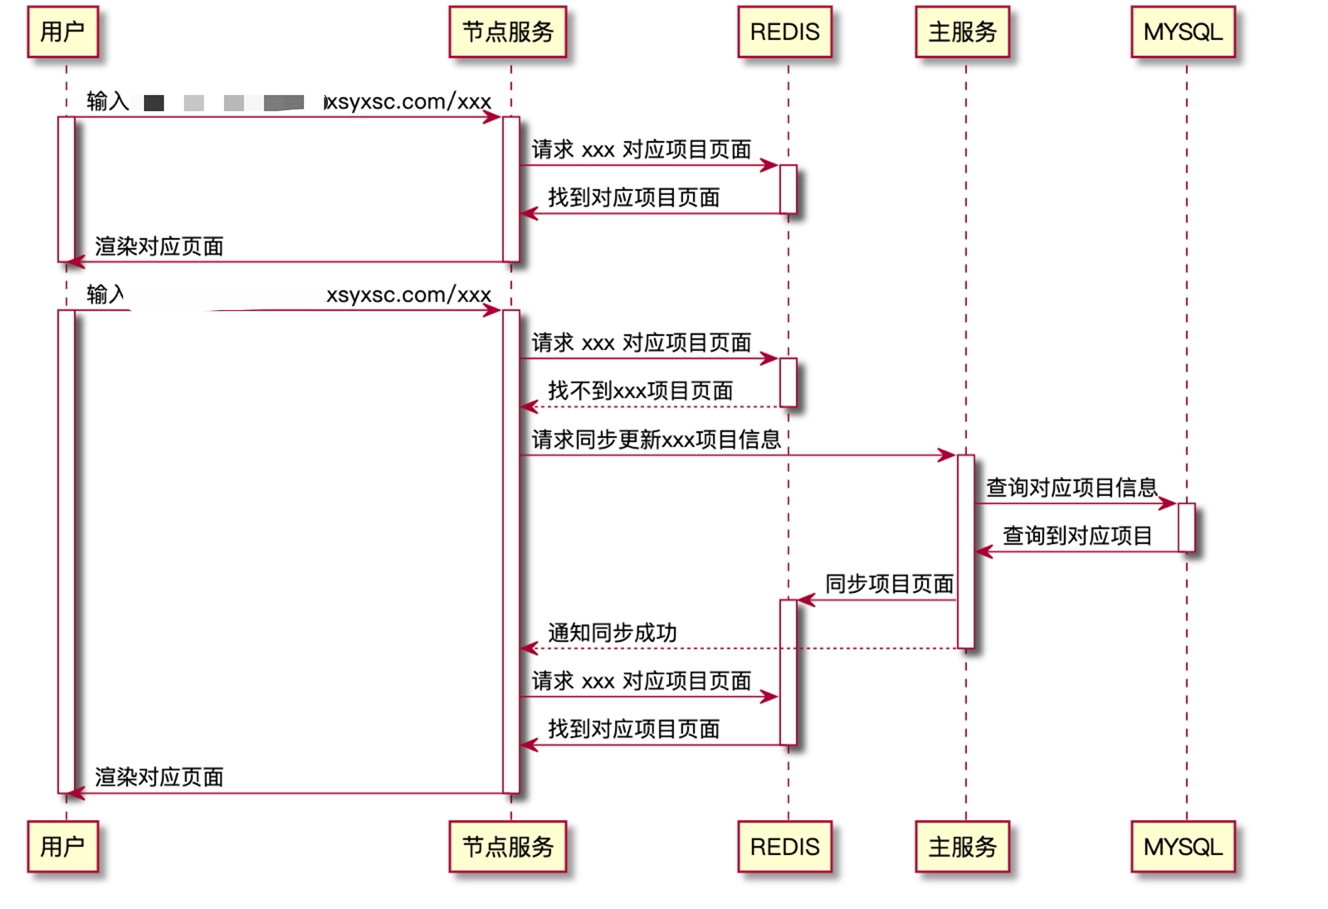 用户 节点服务 REDIS 主服务 MYSQL
输入 xsyxsc.com/xxx
请求 xxx 对应项目页面
找到对应项目页面
渲染对应页面
输入 xsyxsc.com/xxx
请求 xxx 对应项目页面
找不到xxx项目页面
请求同步更新xxx项目信息
查询对应项目信息
查询到对应项目
同步项目页面
通知同步成功
请求 xxx 对应项目页面
找到对应项目页面
渲染对应页面
用户 节点服务 REDIS 主服务 MYSQL